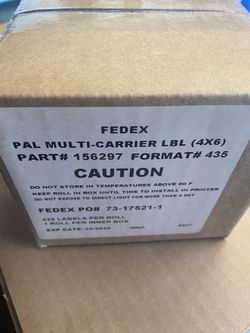 FEDEX
PAL MULTI-CARRIER LBL (4X6)
PART# 156297 FORMAT# 435
CAUTION
DO NOT STORE IN TEMPERATURES ABOVE 80 F
KEEP ROLL IN BOX UNTIL TIME TO INSTALL IN PRINTER
DO NOT EXPOSE TO DIRECT LIGHT FOR MORE THAN A DAY
FEDEX PO# 73-17521-1
LABELS PER ROLL
1 ROLL PER INNER BOX
EXP DATE: